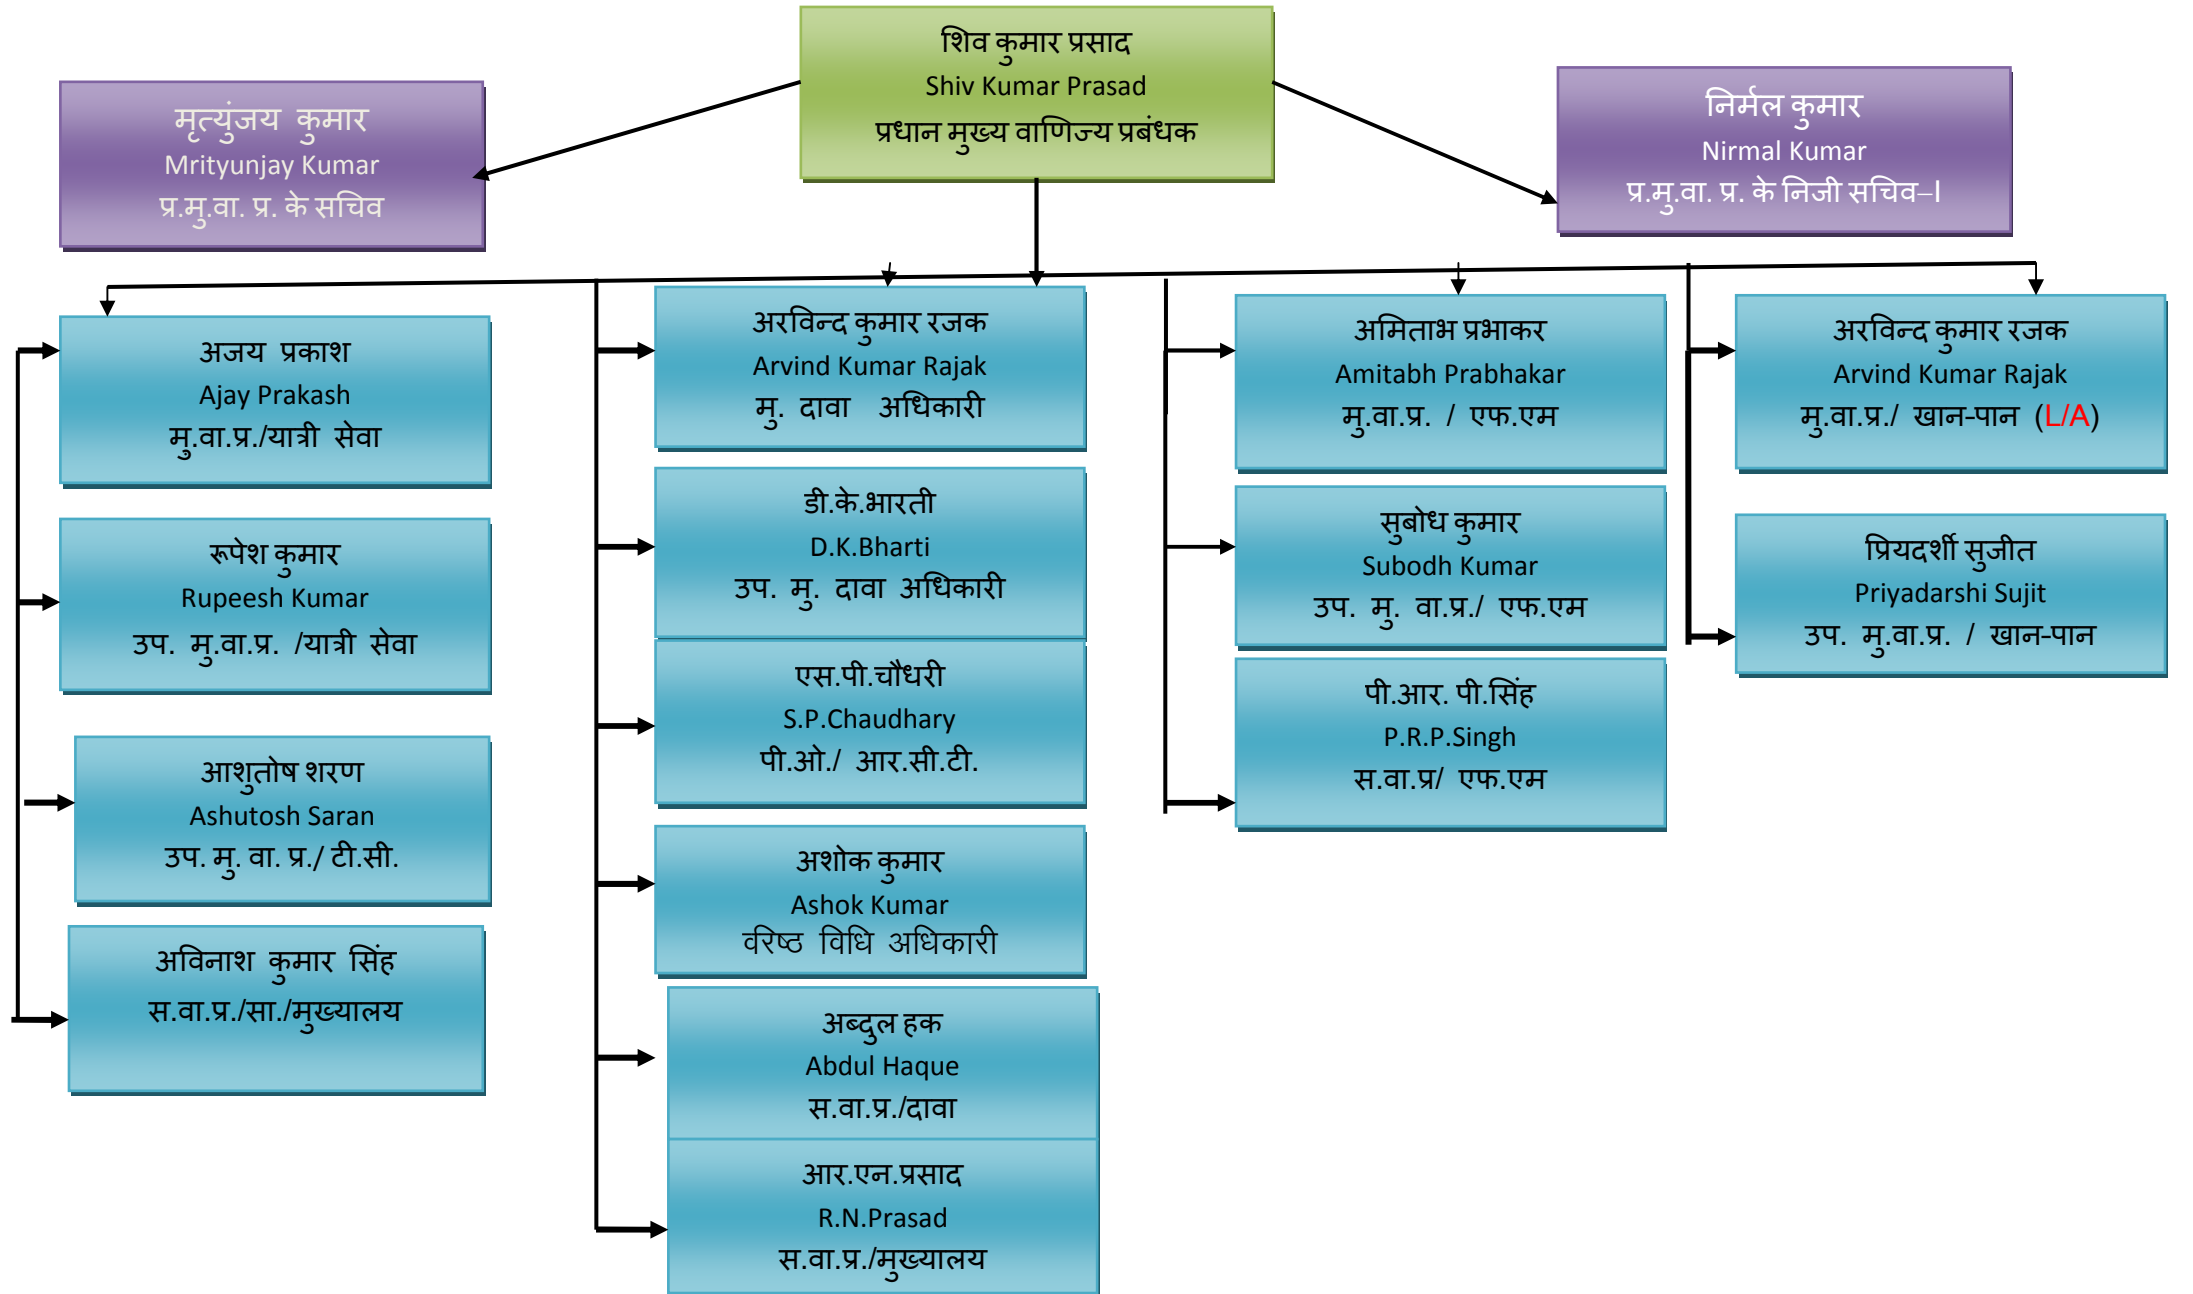 शिव कुमार प्रसाद
Shiv Kumar Prasad
प्रधान मुख्य वाणिज्य प्रबंधक
मृत्युंजय कुमार
Mrityunjay Kumar
प्र.मु.वा. प्र. के सचिव
निर्मल कुमार
Nirmal Kumar
प्र.मु.वा. प्र. के निजी सचिव–I
अजय प्रकाश
Ajay Prakash
मु.वा.प्र./यात्री सेवा
रूपेश कुमार
Rupeesh Kumar
उप. मु.वा.प्र. /यात्री सेवा
आशुतोष शरण
Ashutosh Saran
उप. मु. वा. प्र./ टी.सी.
अविनाश कुमार सिंह
स.वा.प्र./सा./मुख्यालय
अरविन्द कुमार रजक
Arvind Kumar Rajak
मु. दावा अधिकारी
डी.के.भारती
D.K.Bharti
उप. मु. दावा अधिकारी
एस.पी.चौधरी
S.P.Chaudhary
पी.ओ./ आर.सी.टी.
अशोक कुमार
Ashok Kumar
वरिष्ठ विधि अधिकारी
अब्दुल हक
Abdul Haque
स.वा.प्र./दावा
आर.एन.प्रसाद
R.N.Prasad
स.वा.प्र./मुख्यालय
अमिताभ प्रभाकर
Amitabh Prabhakar
मु.वा.प्र. / एफ.एम
सुबोध कुमार
Subodh Kumar
उप. मु. वा.प्र./ एफ.एम
पी.आर. पी.सिंह
P.R.P.Singh
स.वा.प्र/ एफ.एम
अरविन्द कुमार रजक
Arvind Kumar Rajak
मु.वा.प्र./ खान-पान (L/A)
प्रियदर्शी सुजीत
Priyadarshi Sujit
उप. मु.वा.प्र. / खान-पान